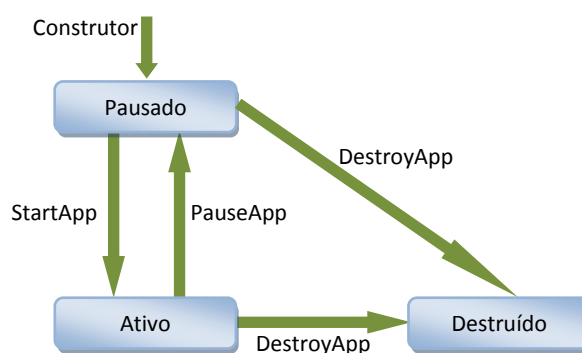 Construtor
Pausado
DestroyApp
StartApp
PauseApp
Ativo
Destruído
DestroyApp